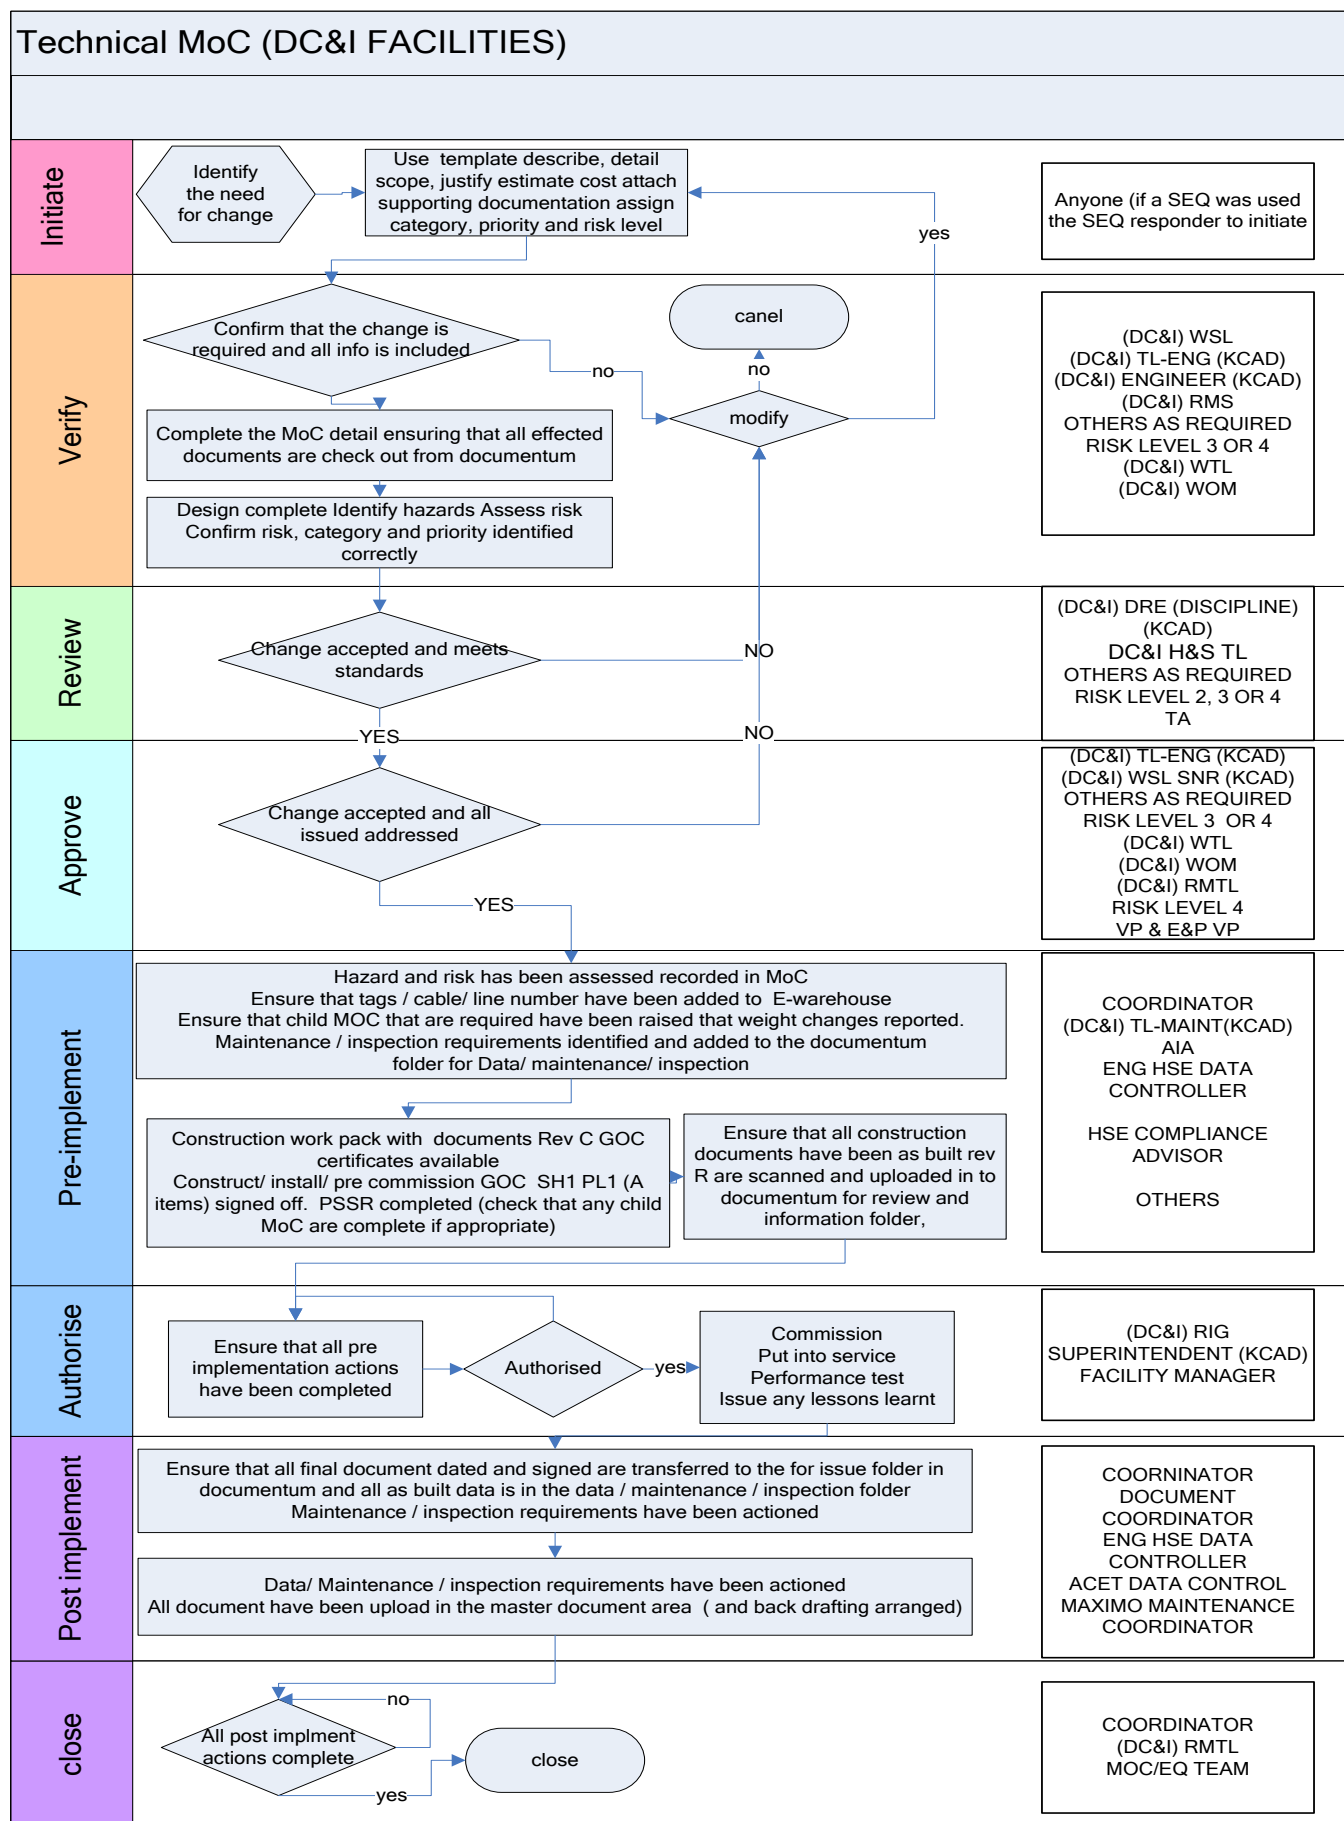 Technical MoC (DC&I FACILITIES)
Initiate
Identify
the need
for change
Use  template describe, detail
scope, justify estimate cost attach
supporting documentation assign
category, priority and risk level
yes
Anyone (if a SEQ was used
the SEQ responder to initiate
Verify
Confirm that the change is
required and all info is included
no
canel
no
modify
Complete the MoC detail ensuring that all effected
documents are check out from documentum
Design complete Identify hazards Assess risk
Confirm risk, category and priority identified
correctly
(DC&I) WSL
(DC&I) TL-ENG (KCAD)
(DC&I) ENGINEER (KCAD)
(DC&I) RMS
OTHERS AS REQUIRED
RISK LEVEL 3 OR 4
(DC&I) WTL
(DC&I) WOM
Review
Change accepted and meets
standards
NO
YES
NO
(DC&I) DRE (DISCIPLINE)
(KCAD)
DC&I H&S TL
OTHERS AS REQUIRED
RISK LEVEL 2, 3 OR 4
TA
Approve
Change accepted and all
issued addressed
YES
(DC&I) TL-ENG (KCAD)
(DC&I) WSL SNR (KCAD)
OTHERS AS REQUIRED
RISK LEVEL 3  OR 4
(DC&I) WTL
(DC&I) WOM
(DC&I) RMTL
RISK LEVEL 4
VP & E&P VP
Pre-implement
Hazard and risk has been assessed recorded in MoC
Ensure that tags / cable/ line number have been added to  E-warehouse
Ensure that child MOC that are required have been raised that weight changes reported.
Maintenance / inspection requirements identified and added to the documentum
folder for Data/ maintenance/ inspection
Construction work pack with  documents Rev C GOC
certificates available
Construct/ install/ pre commission GOC  SH1 PL1 (A
items) signed off.  PSSR completed (check that any child
MoC are complete if appropriate)
Ensure that all construction
documents have been as built rev
R are scanned and uploaded in to
documentum for review and
information folder,
COORDINATOR
(DC&I) TL-MAINT(KCAD)
AIA
ENG HSE DATA
CONTROLLER
HSE COMPLIANCE
ADVISOR
OTHERS
Authorise
Ensure that all pre
implementation actions
have been completed
Authorised
yes
Commission
Put into service
Performance test
Issue any lessons learnt
(DC&I) RIG
SUPERINTENDENT (KCAD)
FACILITY MANAGER
Post implement
Ensure that all final document dated and signed are transferred to the for issue folder in
documentum and all as built data is in the data / maintenance / inspection folder
Maintenance / inspection requirements have been actioned
Data/ Maintenance / inspection requirements have been actioned
All document have been upload in the master document area  ( and back drafting arranged)
COORNINATOR
DOCUMENT
COORDINATOR
ENG HSE DATA
CONTROLLER
ACET DATA CONTROL
MAXIMO MAINTENANCE
COORDINATOR
close
no
All post implment
actions complete
yes
close
COORDINATOR
(DC&I) RMTL
MOC/EQ TEAM